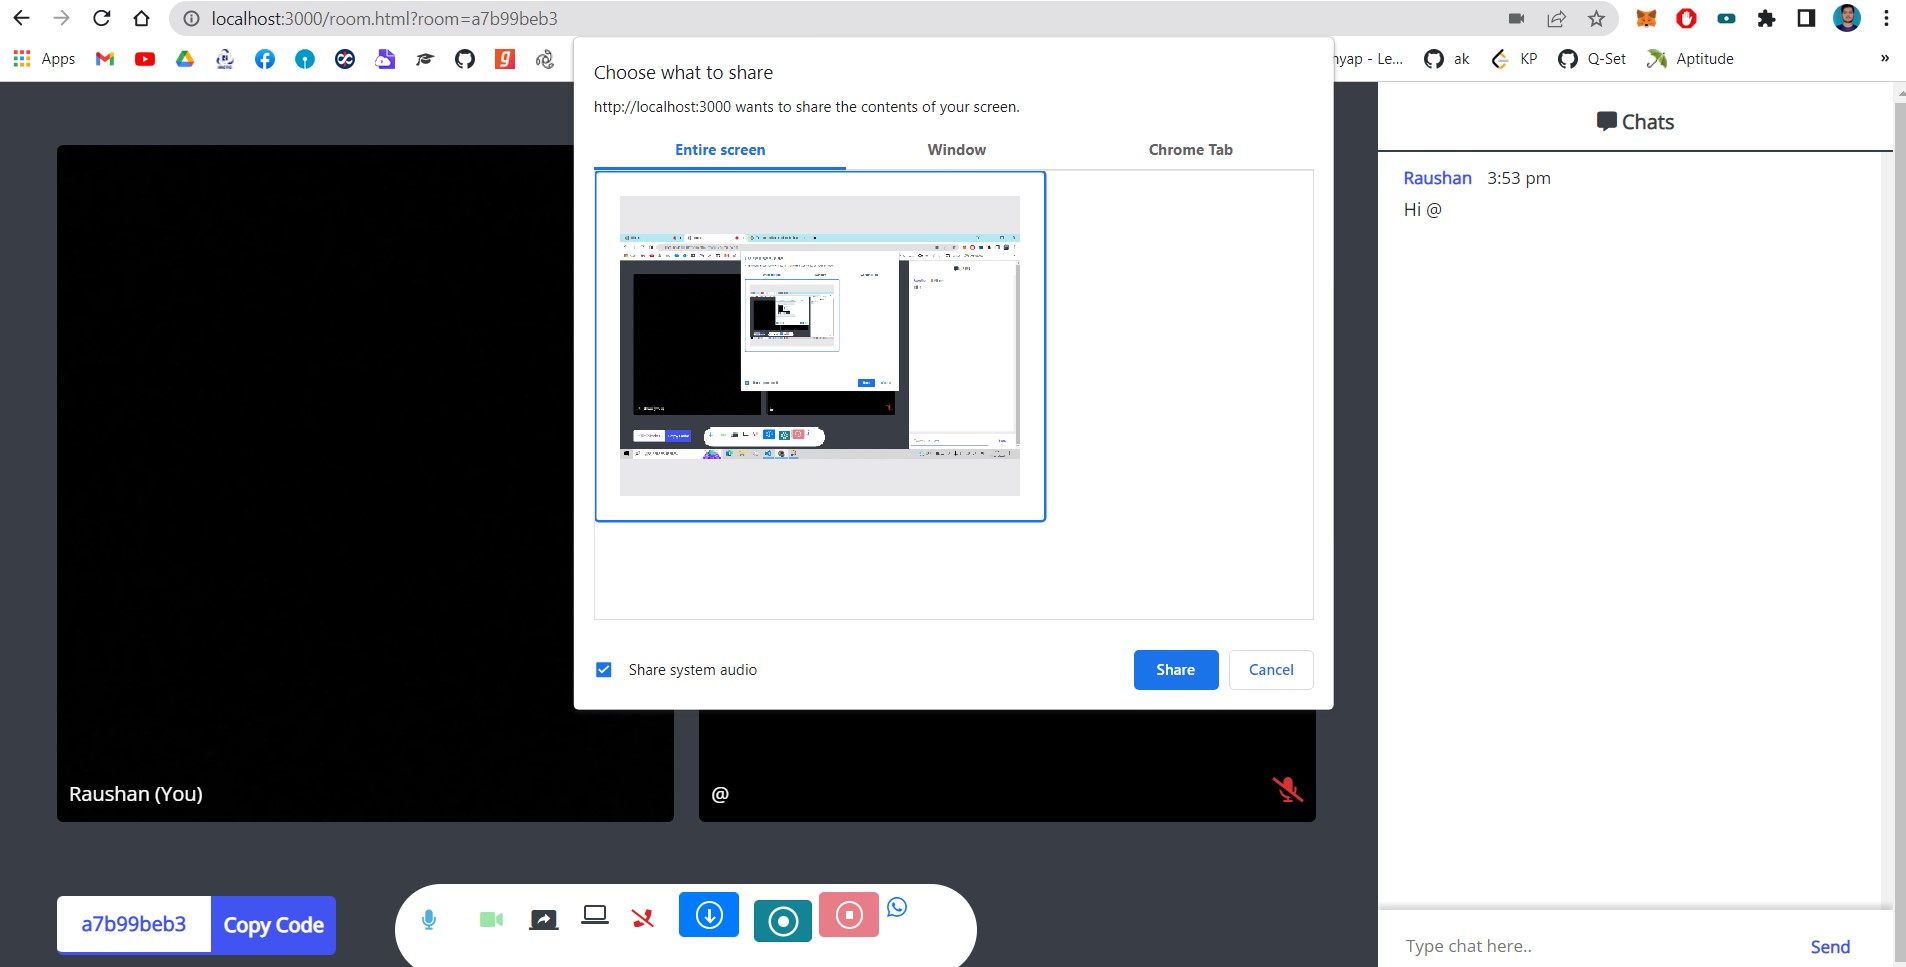 localhost:3000/room.html?room=a7b99beb3
Apps
nyap - Le...
ak
KP
Q-Set
Aptitude
»
Choose what to share
http://localhost:3000 wants to share the contents of your screen.
Entire screen
Window
Chrome Tab
Share system audio
Share
Cancel
Raushan (You)
@
a7b99beb3
Copy Code
Chats
Raushan 3:53 pm
Hi @
Type chat here..
Send